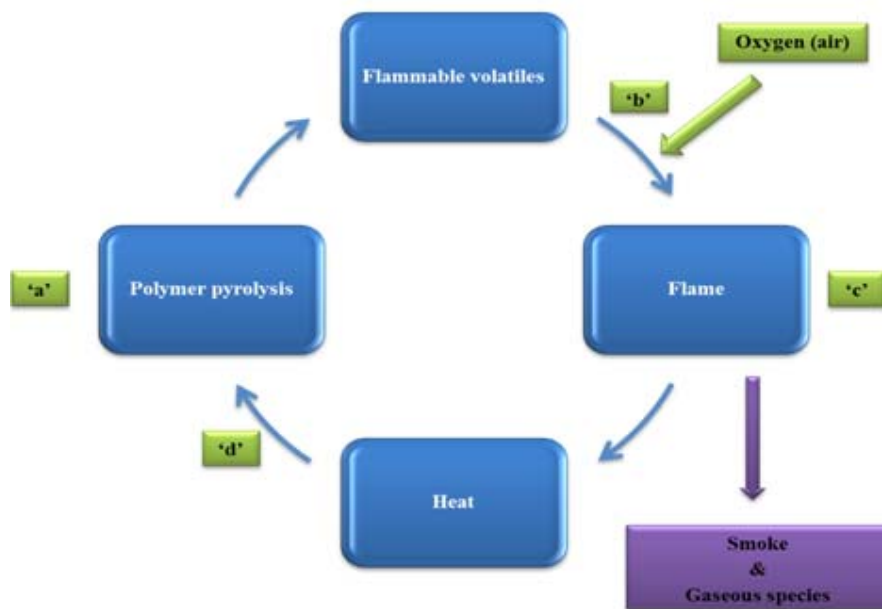 Flammable volatiles
Oxygen (air)
‘b’
‘a’
Polymer pyrolysis
Flame
‘c’
‘d’
Heat
Smoke
&
Gaseous species